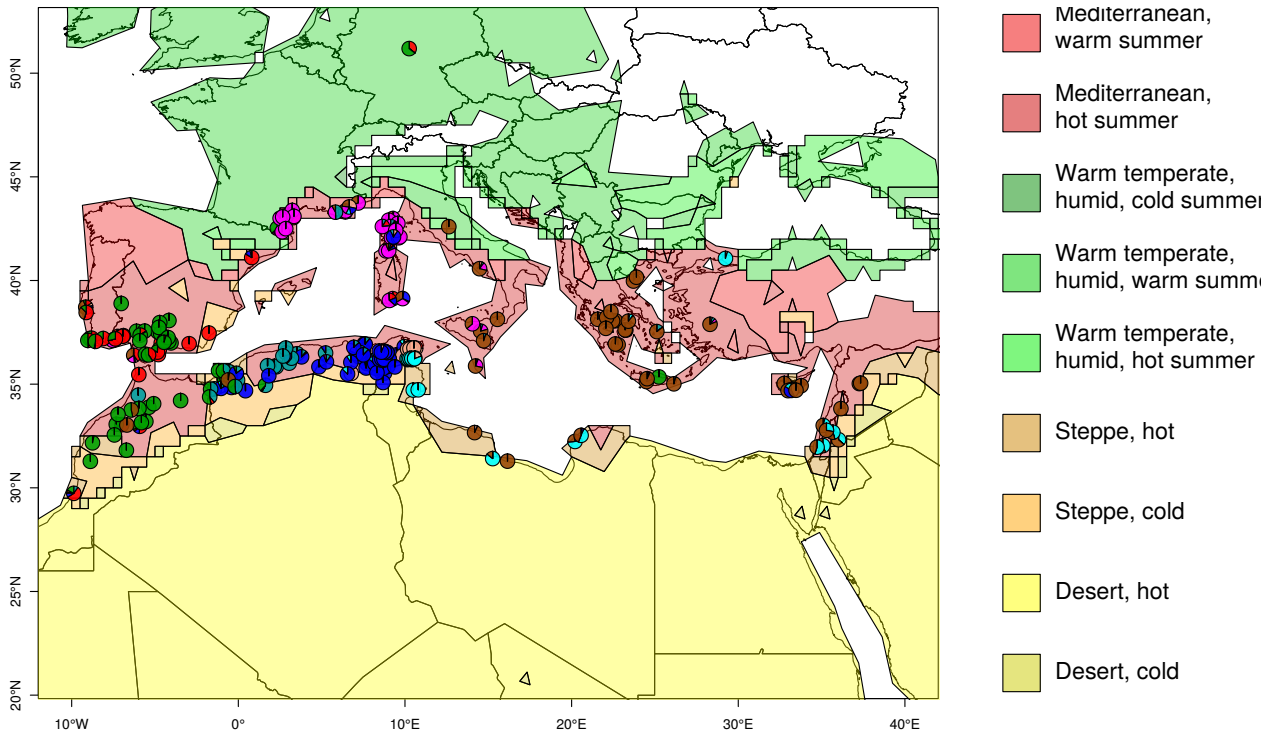 Mediterranean,
warm summer
Mediterranean,
hot summer
Warm temperate,
humid, cold summer
Warm temperate,
humid, warm summe
Warm temperate,
humid, hot summer
Steppe, hot
Steppe, cold
Desert, hot
Desert, cold
50°N
45°N
40°N
35°N
30°N
25°N
20°N
10°W
0°
10°E
20°E
30°E
40°E